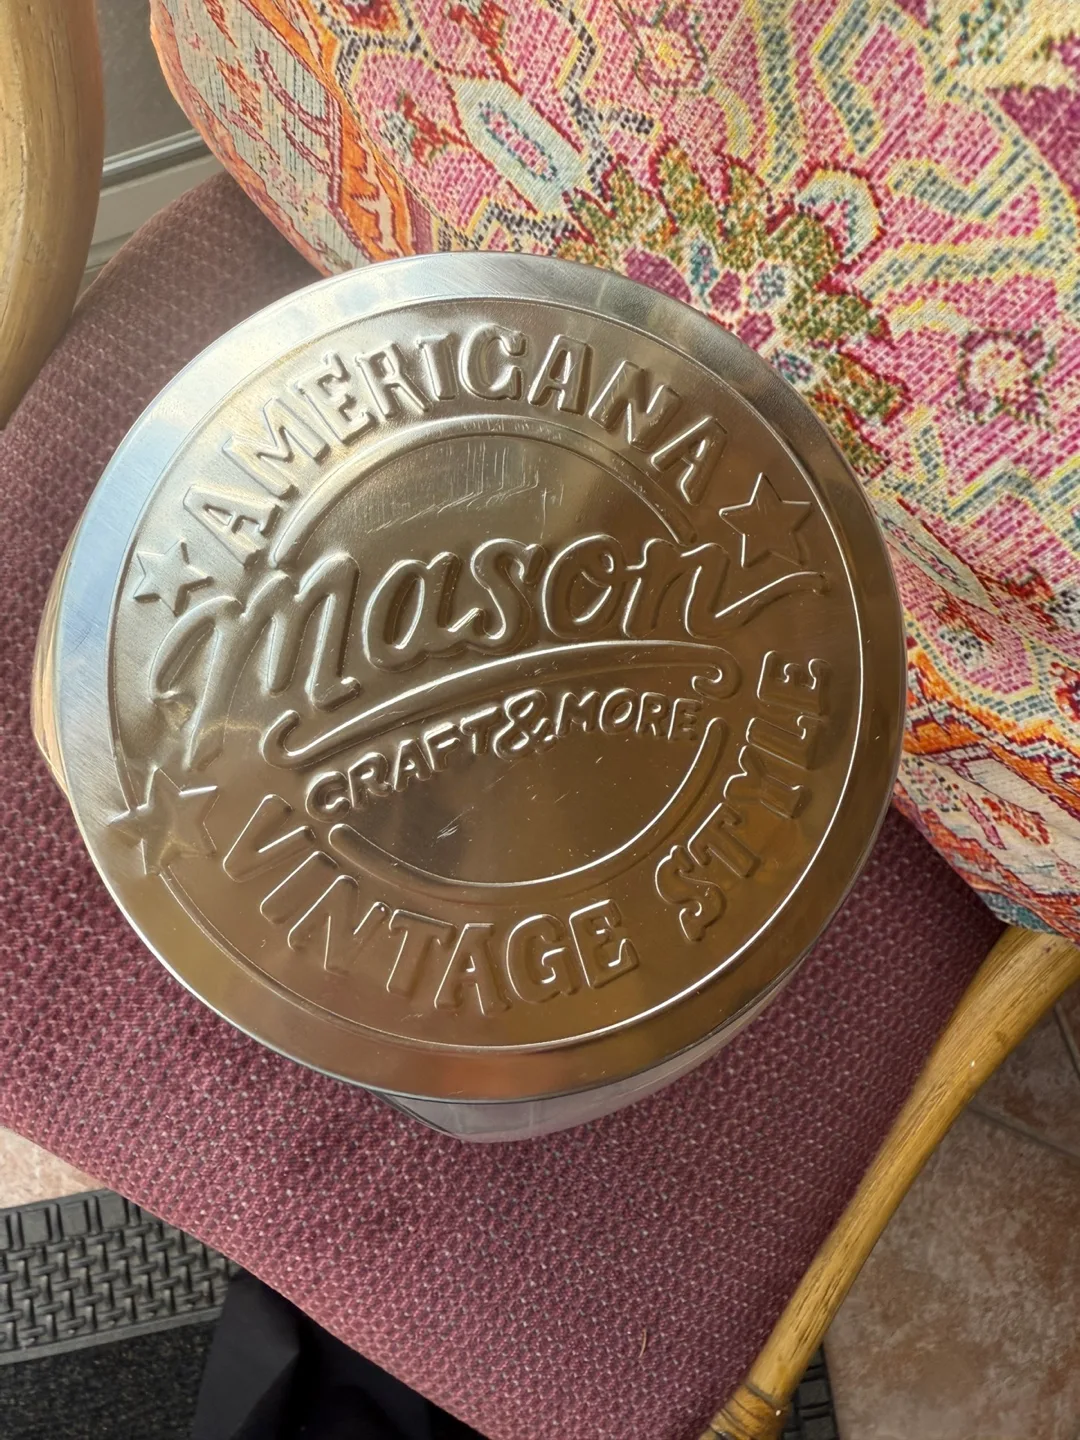 AMERICANA
mason
CRAFT & MORE
VINTAGE STYLE